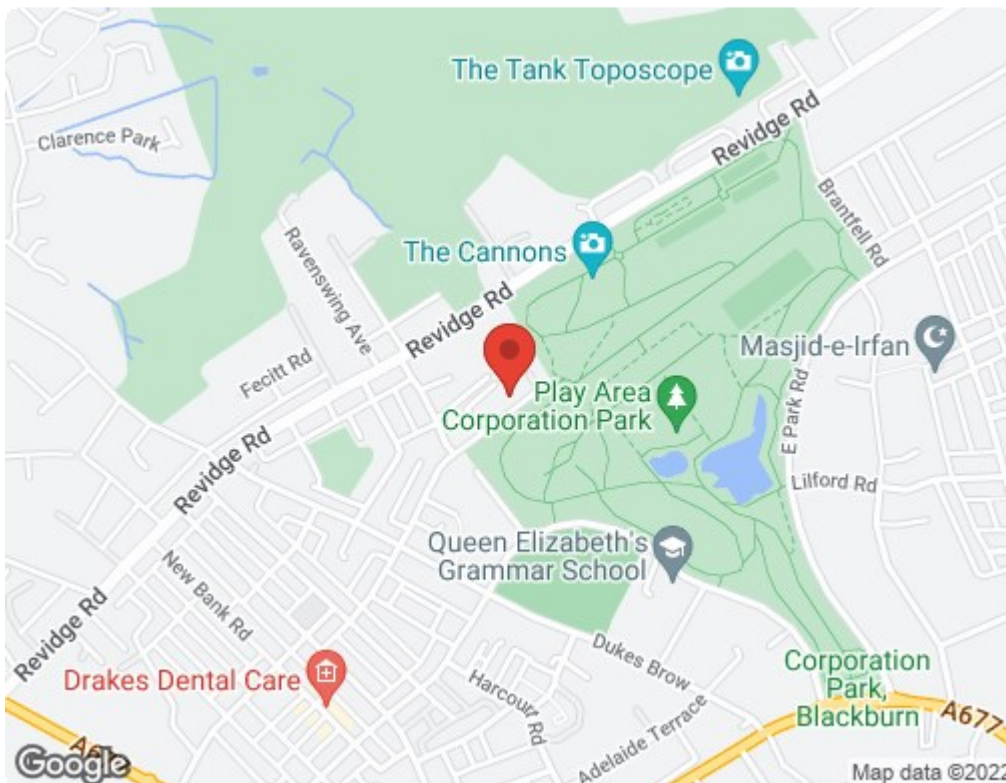 The Tank Toposcope
Revidge Rd
Clarence Park
Brantfell Rd
Ravenswing Ave
The Cannons
Revidge Rd
Masjid-e-Irfan
Fecitt Rd
Play Area
Corporation Park
E Park Rd
Revidge Rd
Lilford Rd
Queen Elizabeth's
Grammar School
New Bank Rd
Revidge Rd
Dukes Brow
Drakes Dental Care
Harcourt Rd
Corporation
Park,
Blackburn
Adelaide Terrace
A677
Google
Map data ©202